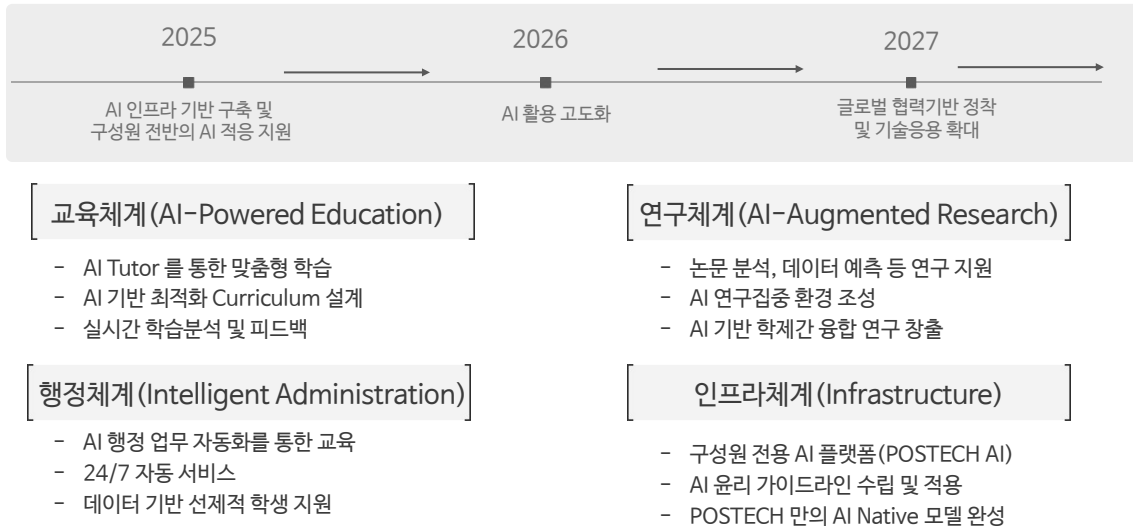 2025
2026
2027
AI 인프라 기반 구축 및
구성원 전반의 AI 적응 지원
AI 활용 고도화
글로벌 협력기반 정착
및 기술응용 확대
교육체계(AI-Powered Education)
- AI Tutor 를 통한 맞춤형 학습
- AI 기반 최적화 Curriculum 설계
- 실시간 학습분석 및 피드백
연구체계(AI-Augmented Research)
- 논문 분석, 데이터 예측 등 연구 지원
- AI 연구집중 환경 조성
- AI 기반 학제간 융합 연구 창출
행정체계(Intelligent Administration)
- AI 행정 업무 자동화를 통한 교육
- 24/7 자동 서비스
- 데이터 기반 선제적 학생 지원
인프라체계(Infrastructure)
- 구성원 전용 AI 플랫폼(POSTECH AI)
- AI 윤리 가이드라인 수립 및 적용
- POSTECH 만의 AI Native 모델 완성